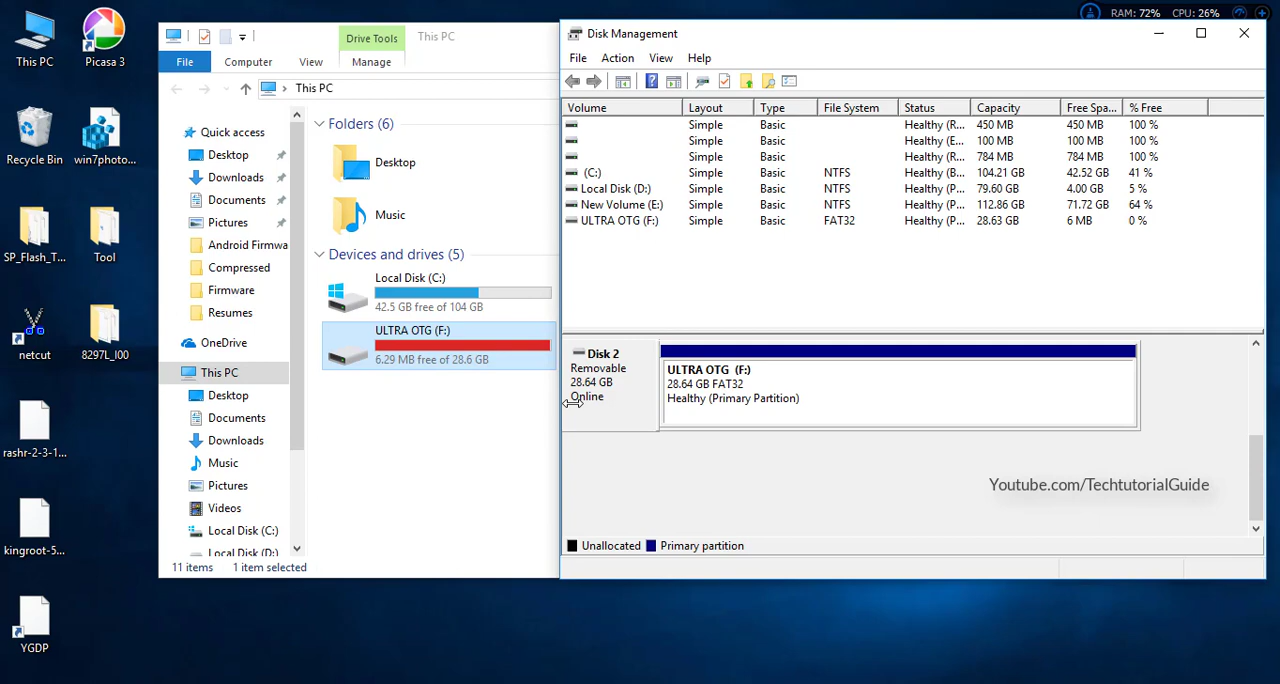 RAM: 72% CPU: 26%
This PC
Picasa 3
Recycle Bin
win7photo...
SP_Flash_T...
Tool
netcut
8297L_I00
rashr-2-3-1...
kingroot-5...
YGDP
Drive Tools
This PC
File
Computer
View
Manage
This PC
Quick access
Desktop
Downloads
Documents
Pictures
Android Firmwa
Compressed
Firmware
Resumes
OneDrive
This PC
Desktop
Documents
Downloads
Music
Pictures
Videos
Local Disk (C:)
Local Disk (D:)
Folders (6)
Desktop
Music
Devices and drives (5)
Local Disk (C:)
42.5 GB free of 104 GB
ULTRA OTG (F:)
6.29 MB free of 28.6 GB
11 items 1 item selected
Disk Management
File Action View Help
Volume Layout Type File System Status Capacity Free Spa... % Free
Simple Basic Healthy (R... 450 MB 450 MB 100 %
Simple Basic Healthy (E... 100 MB 100 MB 100 %
Simple Basic Healthy (R... 784 MB 784 MB 100 %
(C:) Simple Basic NTFS Healthy (B... 104.21 GB 42.52 GB 41 %
Local Disk (D:) Simple Basic NTFS Healthy (P... 79.60 GB 4.00 GB 5 %
New Volume (E:) Simple Basic NTFS Healthy (P... 112.86 GB 71.72 GB 64 %
ULTRA OTG (F:) Simple Basic FAT32 Healthy (P... 28.63 GB 6 MB 0 %
Disk 2
Removable
28.64 GB
Online
ULTRA OTG (F:)
28.64 GB FAT32
Healthy (Primary Partition)
Youtube.com/TechtutorialGuide
Unallocated Primary partition